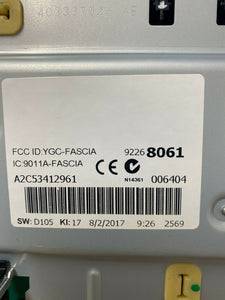 FCC ID:YGC-FASCIA 9226 8061
IC:9011A-FASCIA CE N14361
A2C53412961 006404
SW: D105 KI: 17 8/2/2017 9:26 2569
I